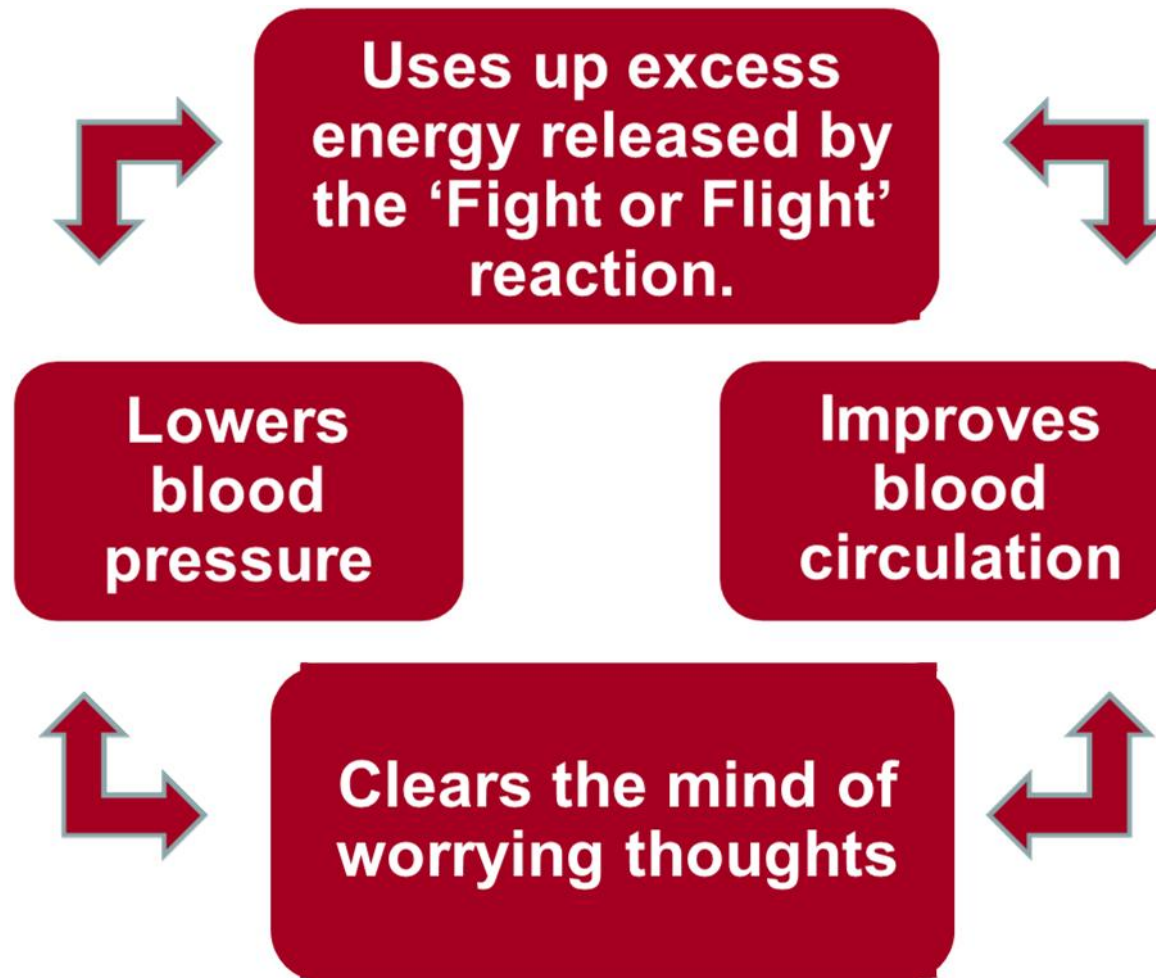 Uses up excess
energy released by
the ‘Fight or Flight’
reaction.
Lowers
blood
pressure
Improves
blood
circulation
Clears the mind of
worrying thoughts